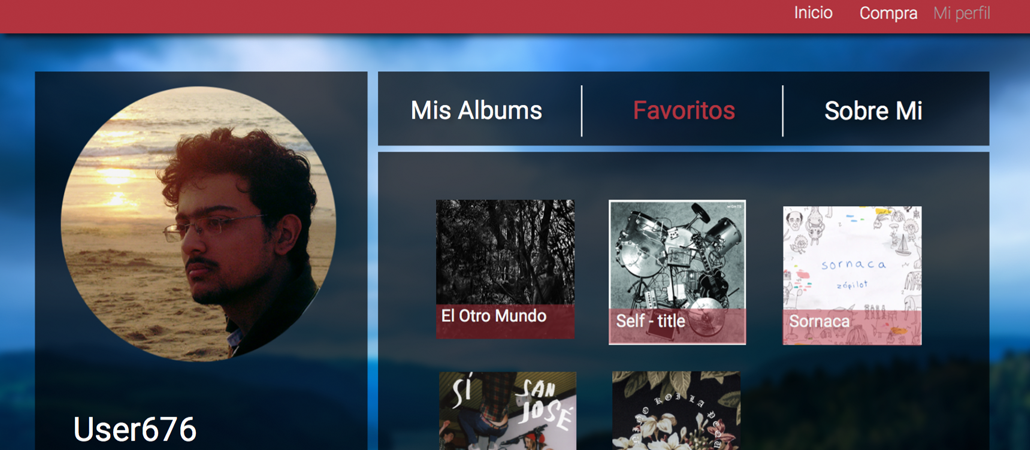 Inicio Compra Mi perfil
Mis Albums Favoritos Sobre Mi
El Otro Mundo
Self - title
sornaca
Sornaca
SÍ SAN JOSÉ
User676